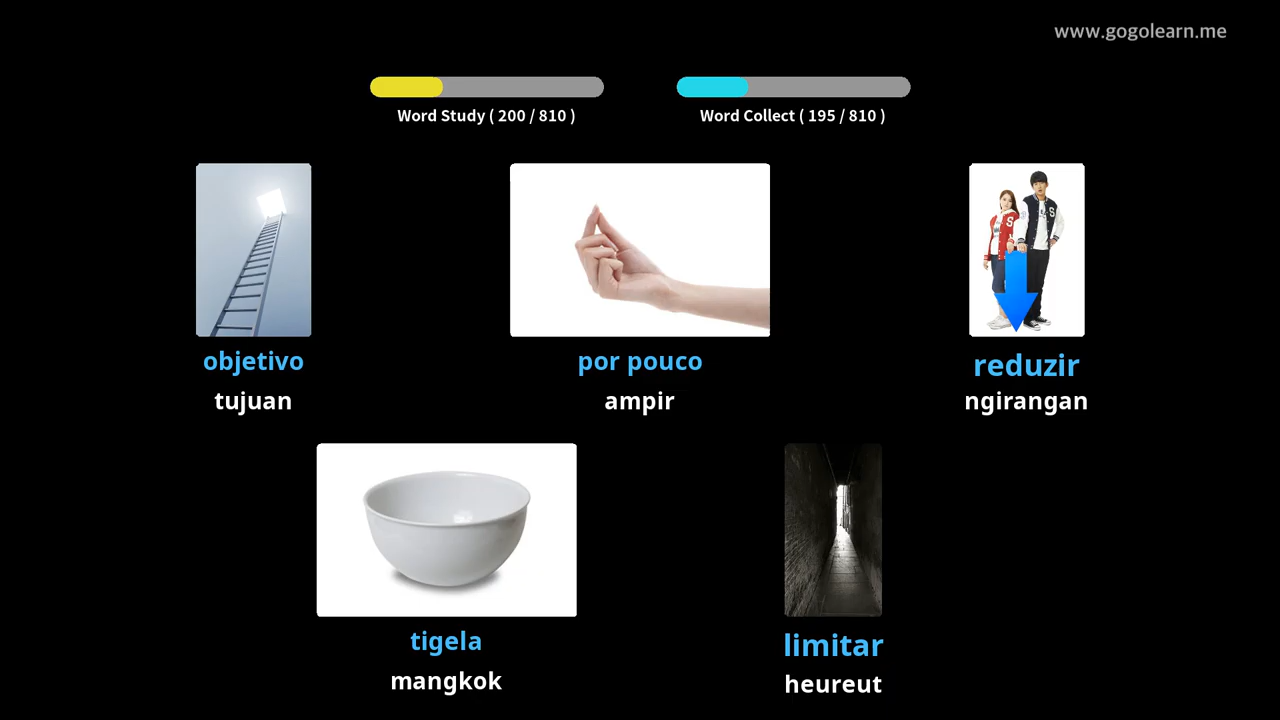 www.gogolearn.me
Word Study ( 200 / 810 )
Word Collect ( 195 / 810 )
objetivo
tujuan
por pouco
ampir
reduzir
ngirangan
tigela
mangkok
limitar
heureut